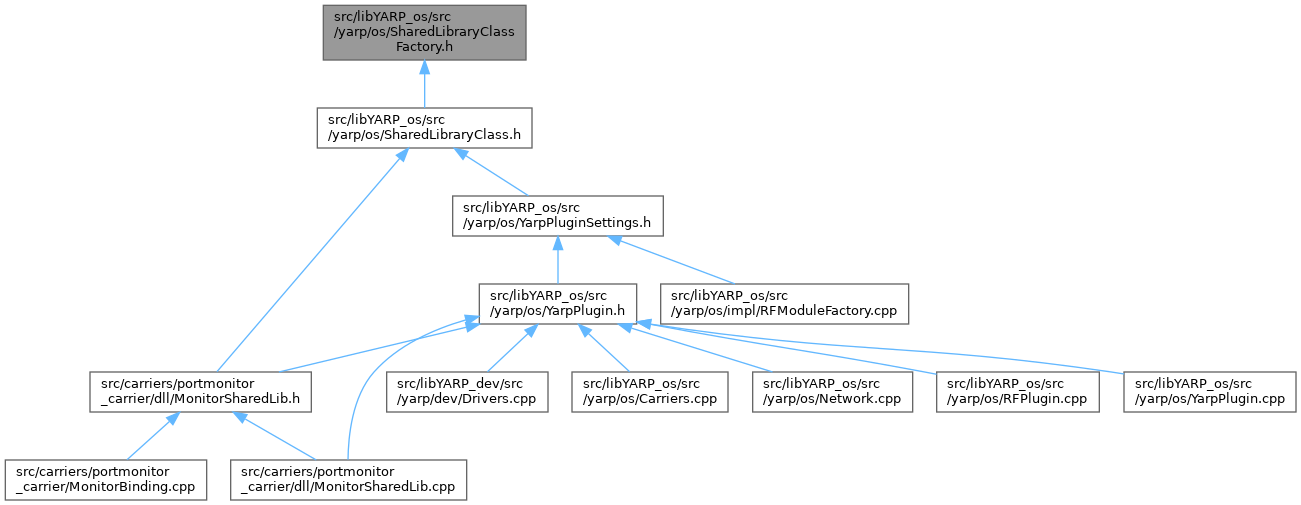 src/libYARP_os/src
/yarp/os/SharedLibraryClass
Factory.h
src/libYARP_os/src
/yarp/os/SharedLibraryClass.h
src/libYARP_os/src
/yarp/os/YarpPluginSettings.h
src/libYARP_os/src
/yarp/os/YarpPlugin.h
src/libYARP_os/src
/yarp/os/impl/RFModuleFactory.cpp
src/carriers/portmonitor
_carrier/dll/MonitorSharedLib.h
src/libYARP_dev/src
/yarp/dev/Drivers.cpp
src/libYARP_os/src
/yarp/os/Carriers.cpp
src/libYARP_os/src
/yarp/os/Network.cpp
src/libYARP_os/src
/yarp/os/RFPlugin.cpp
src/libYARP_os/src
/yarp/os/YarpPlugin.cpp
src/carriers/portmonitor
_carrier/MonitorBinding.cpp
src/carriers/portmonitor
_carrier/dll/MonitorSharedLib.cpp